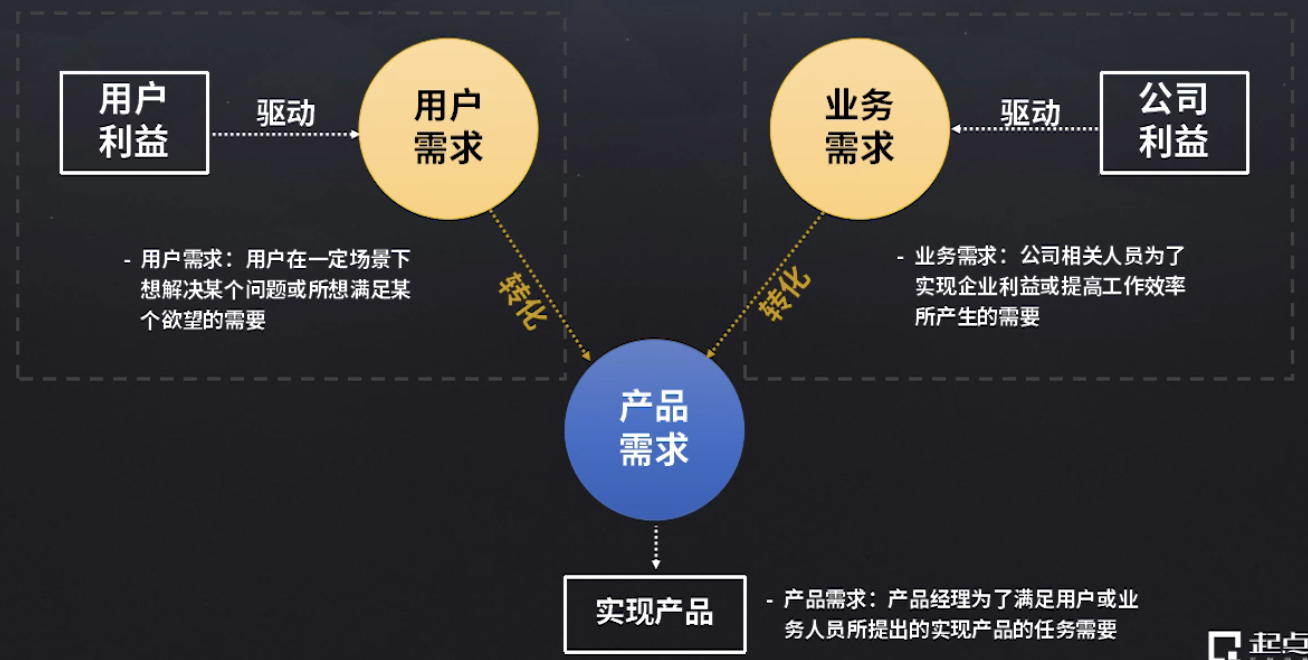 用户
利益
驱动
用户
需求
业务
需求
驱动
公司
利益
- 用户需求：用户在一定场景下
想解决某个问题或所想满足某
个欲望的需要
- 业务需求：公司相关人员为了
实现企业利益或提高工作效率
所产生的需要
转化
转化
产品
需求
实现产品
- 产品需求：产品经理为了满足用户或业
务人员所提出的实现产品的任务需要
起点